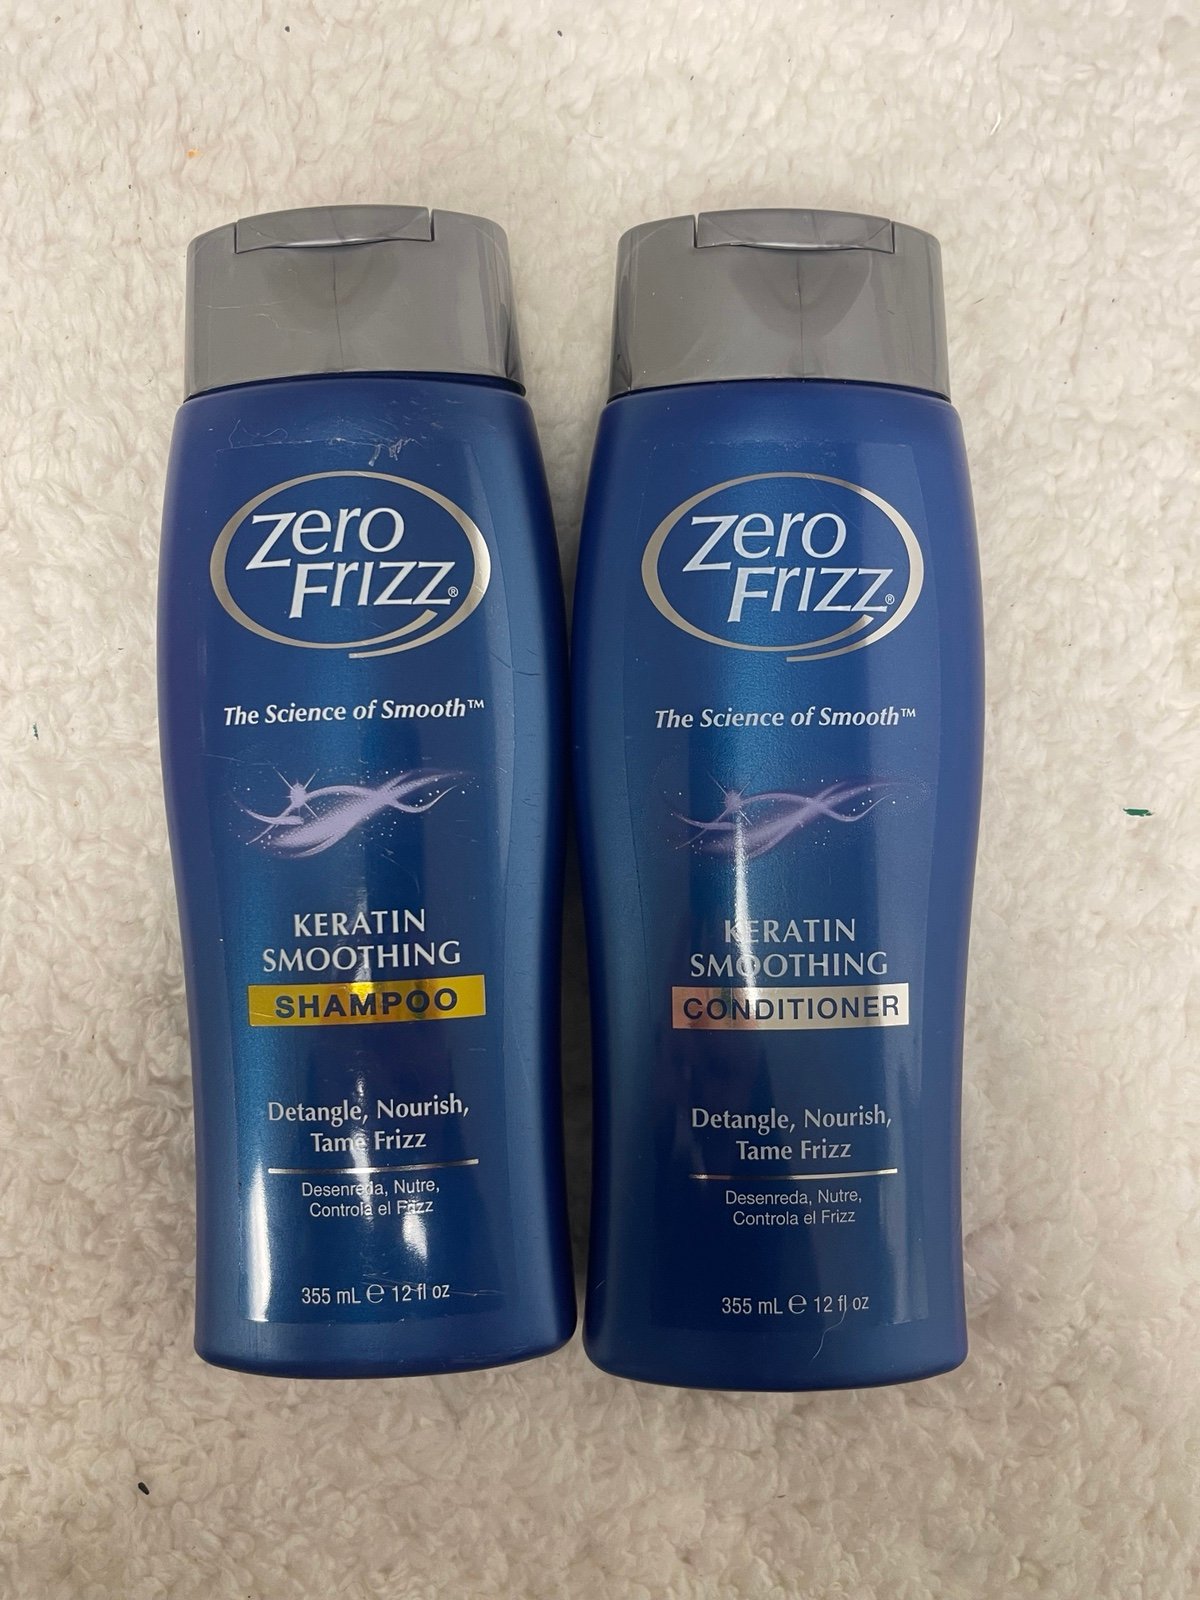 Zero
Frizz®
The Science of Smooth™
KERATIN
SMOOTHING
SHAMPOO
Detangle, Nourish,
Tame Frizz
Desenreda, Nutre,
Controla el Frizz
355 mL ℮ 12 fl oz
Zero
Frizz®
The Science of Smooth™
KERATIN
SMOOTHING
CONDITIONER
Detangle, Nourish,
Tame Frizz
Desenreda, Nutre,
Controla el Frizz
355 mL ℮ 12 fl oz